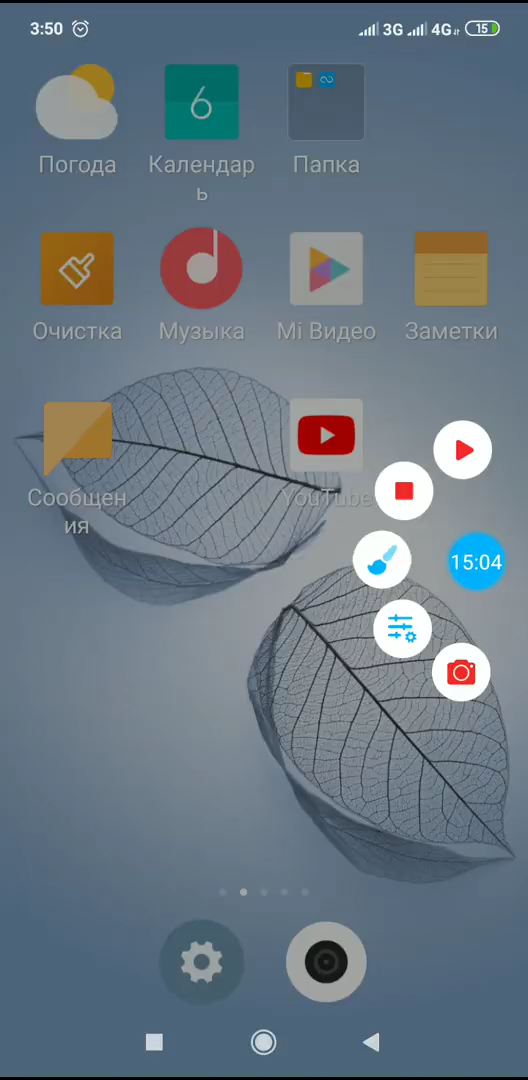 3:50 3G 4G 15
Погода Календар
ь Папка
6
Очистка Музыка Mi Видео Заметки
Сообщен
ия YouTube
15:04